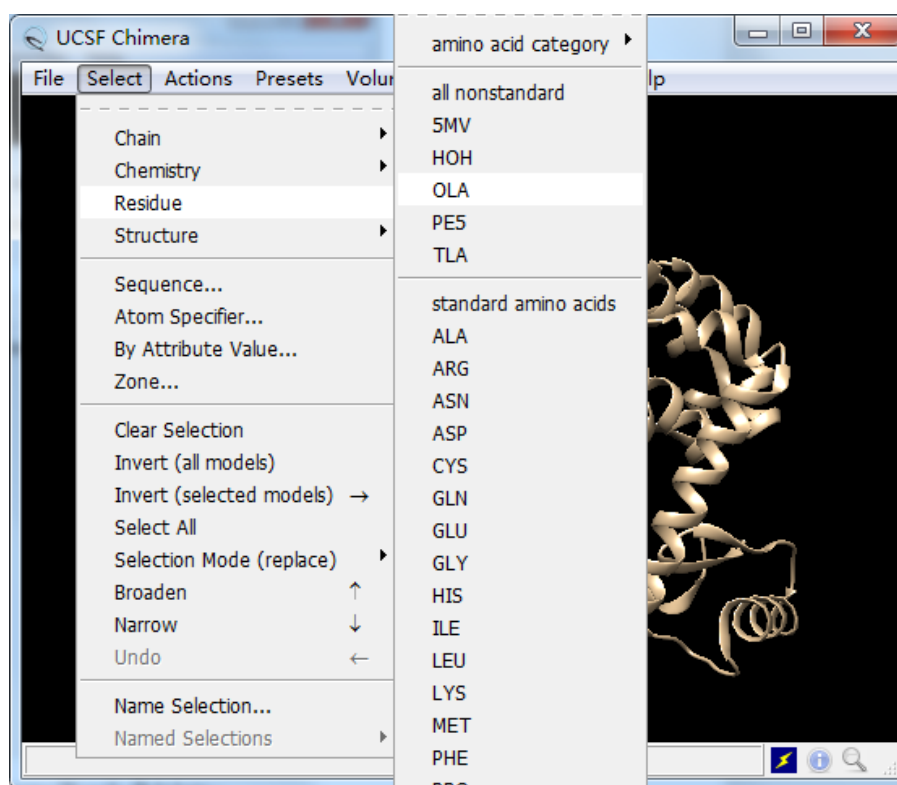 UCSF Chimera
File Select Actions Presets
Chain
Chemistry
Residue
Structure
Sequence...
Atom Specifier...
By Attribute Value...
Zone...
Clear Selection
Invert (all models)
Invert (selected models) →
Select All
Selection Mode (replace)
Broaden ↑
Narrow ↓
Undo ←
Name Selection...
Named Selections
amino acid category
all nonstandard
5MV
HOH
OLA
PE5
TLA
standard amino acids
ALA
ARG
ASN
ASP
CYS
GLN
GLU
GLY
HIS
ILE
LEU
LYS
MET
PHE